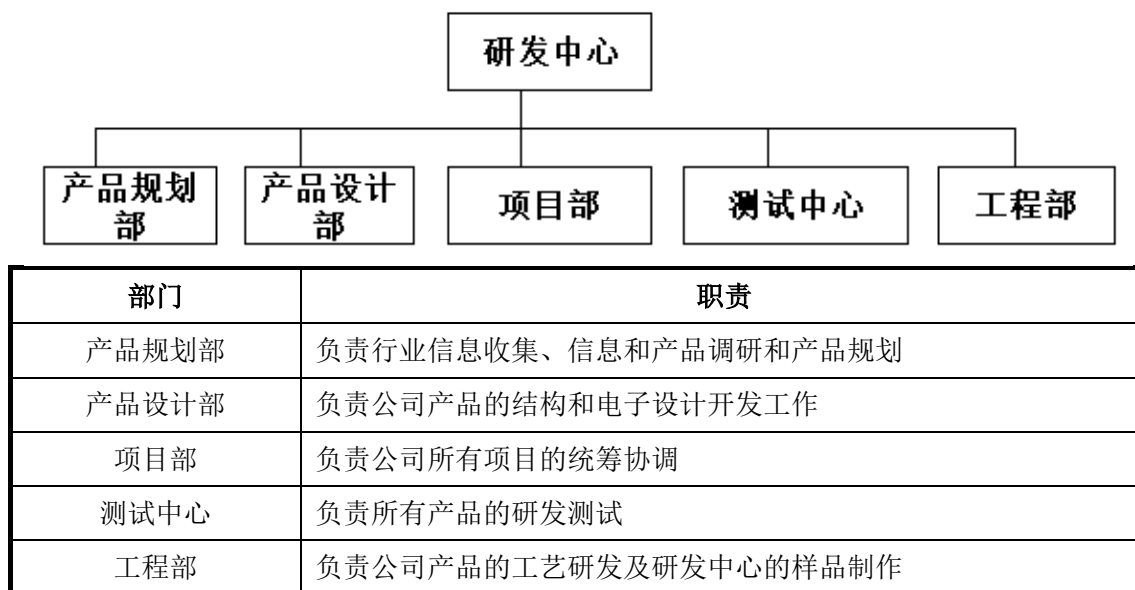 研发中心
产品规划
部
产品设计
部
项目部
测试中心
工程部
部门 职责
产品规划部 负责行业信息收集、信息和产品调研和产品规划
产品设计部 负责公司产品的结构和电子设计开发工作
项目部 负责公司所有项目的统筹协调
测试中心 负责所有产品的研发测试
工程部 负责公司产品的工艺研发及研发中心的样品制作